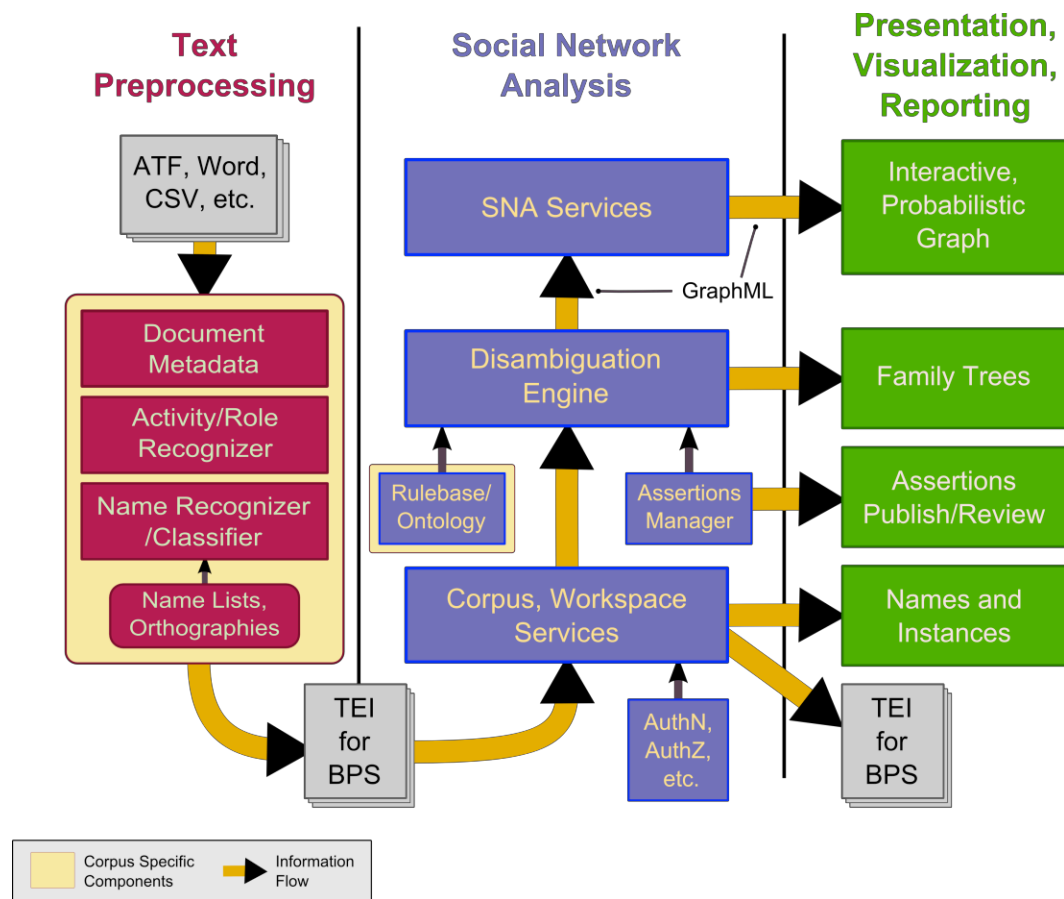 Text
Preprocessing
Social Network
Analysis
Presentation,
Visualization,
Reporting
ATF, Word,
CSV, etc.
Document
Metadata
Activity/Role
Recognizer
Name Recognizer
/Classifier
Name Lists,
Orthographies
TEI
for
BPS
SNA Services
GraphML
Disambiguation
Engine
Rulebase/
Ontology
Assertions
Manager
Corpus, Workspace
Services
AuthN,
AuthZ,
etc.
Interactive,
Probabilistic
Graph
Family Trees
Assertions
Publish/Review
Names and
Instances
TEI
for
BPS
Corpus Specific
Components
Information
Flow